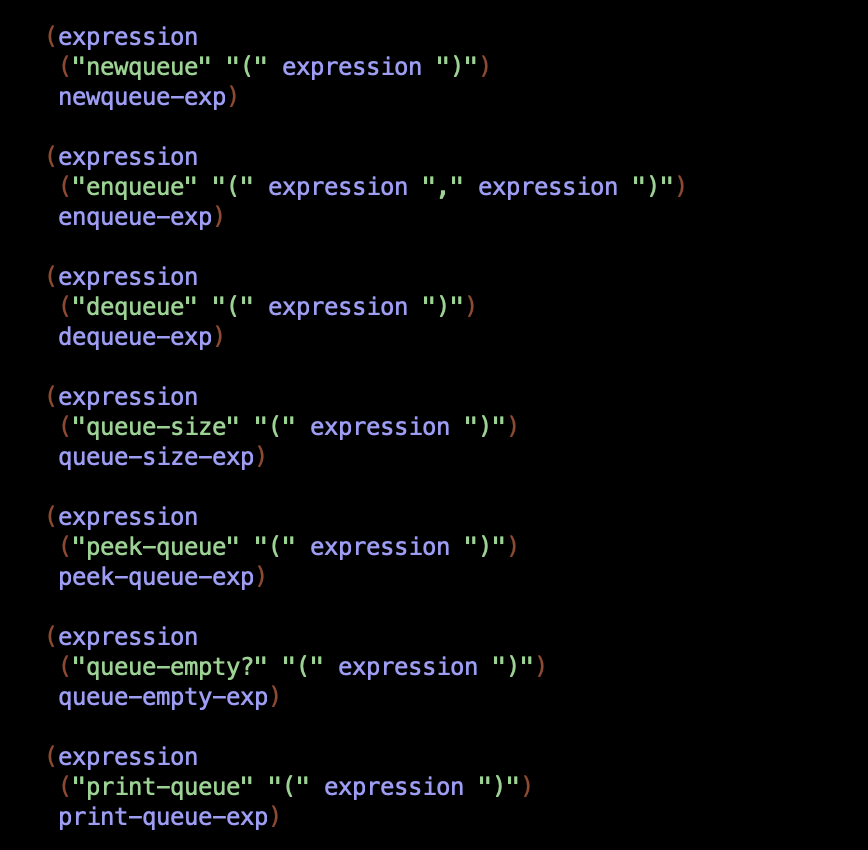 (expression
("newqueue" "(" expression ")")
newqueue-exp)
(expression
("enqueue" "(" expression "," expression ")")
enqueue-exp)
(expression
("dequeue" "(" expression ")")
dequeue-exp)
(expression
("queue-size" "(" expression ")")
queue-size-exp)
(expression
("peek-queue" "(" expression ")")
peek-queue-exp)
(expression
("queue-empty?" "(" expression ")")
queue-empty-exp)
(expression
("print-queue" "(" expression ")")
print-queue-exp)